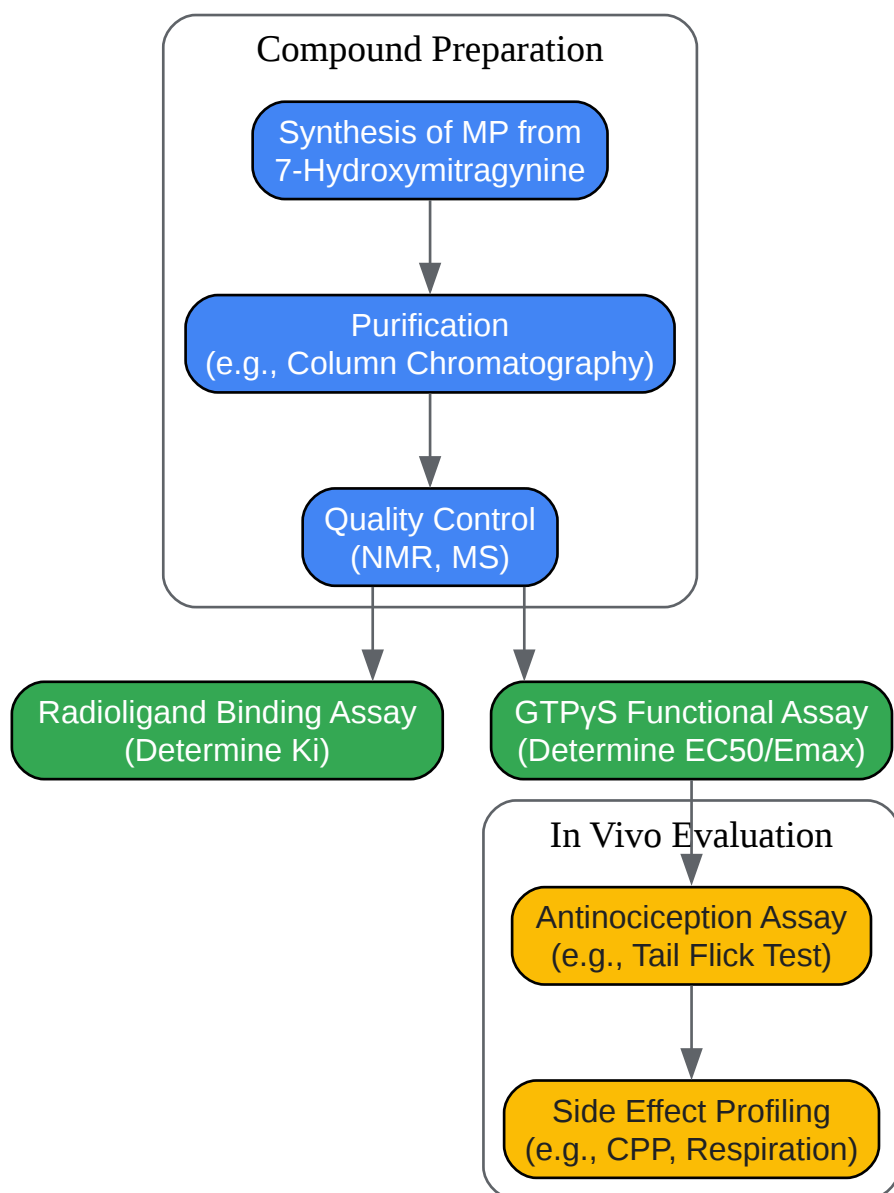 Compound Preparation
Synthesis of MP from
7-Hydroxymitragynine
Purification
(e.g., Column Chromatography)
Quality Control
(NMR, MS)
Radioligand Binding Assay
(Determine Ki)
GTPγS Functional Assay
(Determine EC50/Emax)
In Vivo Evaluation
Antinociception Assay
(e.g., Tail Flick Test)
Side Effect Profiling
(e.g., CPP, Respiration)